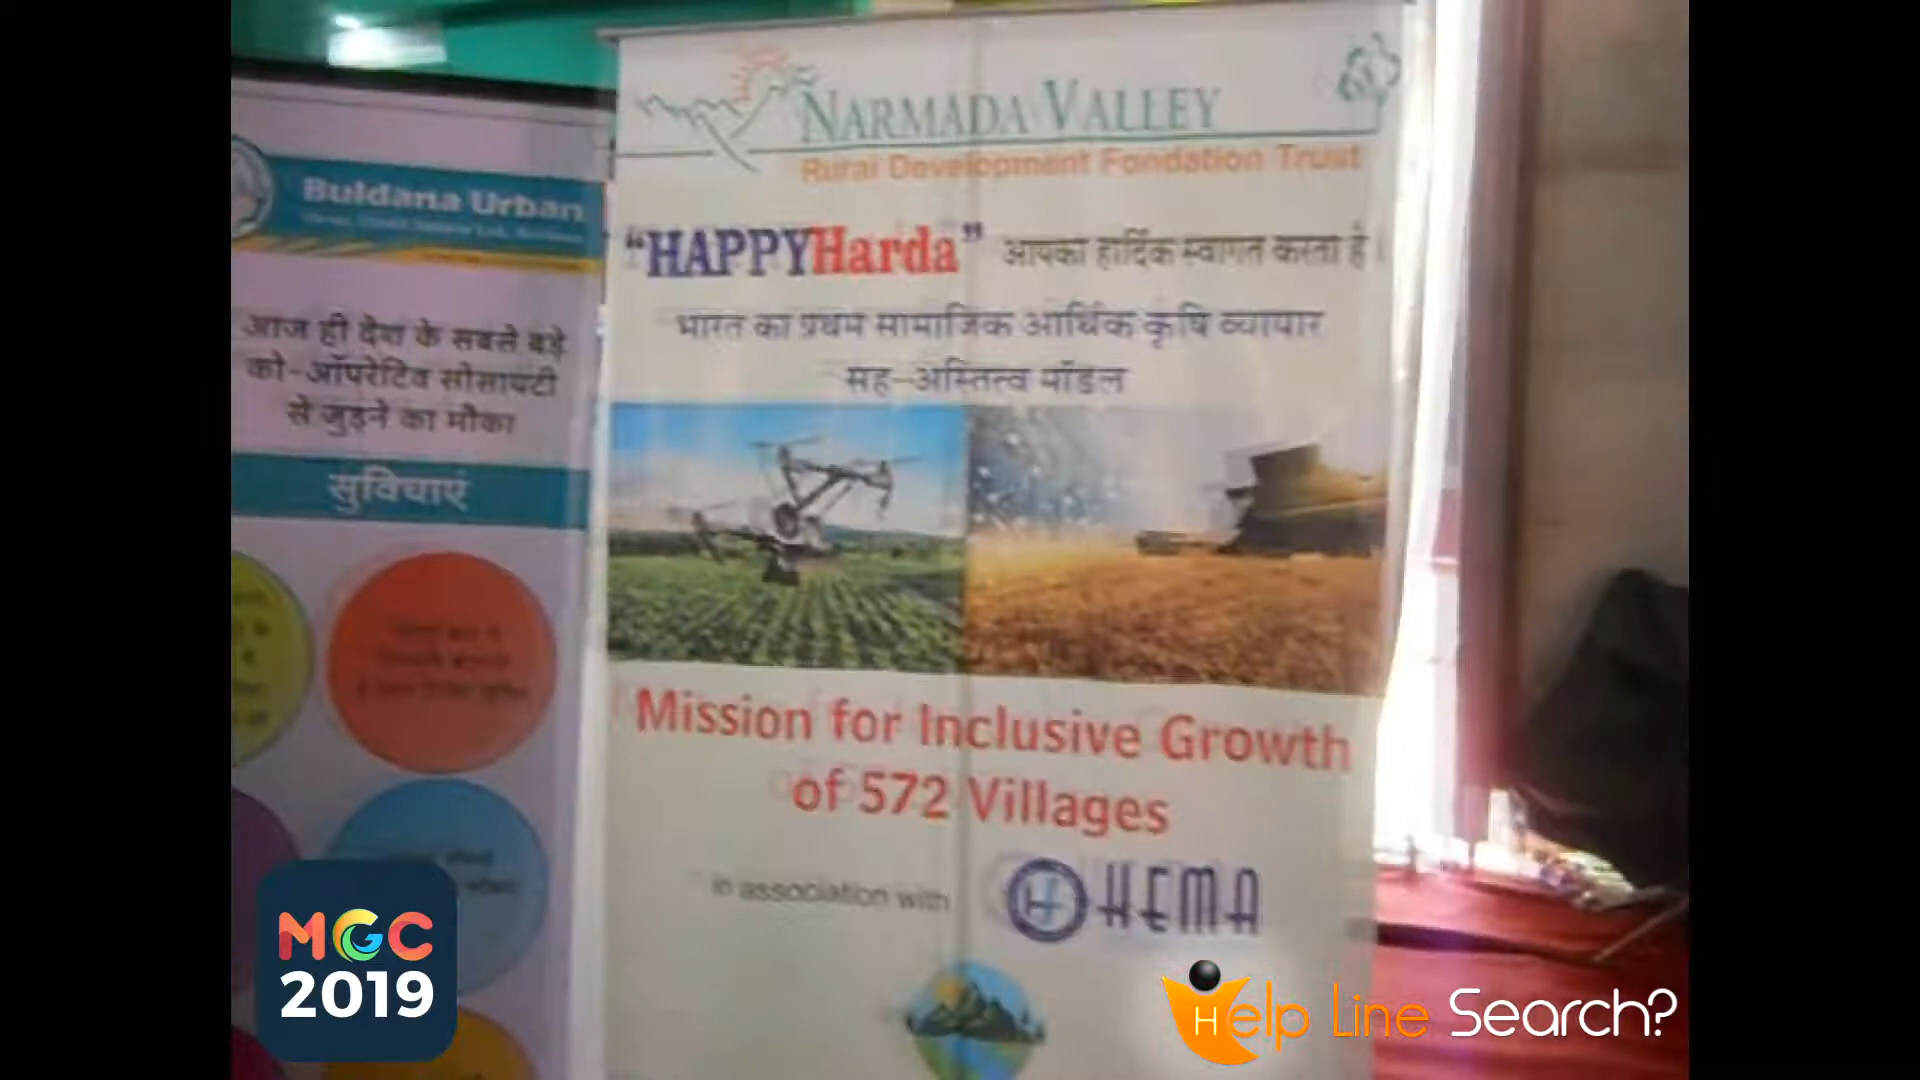 NARMADA VALLEY
Rural Development Fondation Trust
"HAPPYHarda" आपका हार्दिक स्वागत करता है।
भारत का प्रथम सामाजिक आर्थिक कृषि व्यापार
सह-अस्तित्व मॉडल
Mission for Inclusive Growth
of 572 Villages
in association with HEMA
Buldana Urban
आज ही देश के सबसे बड़े
को-ऑपरेटिव सोसायटी
से जुड़ने का मौका
सुविधाएं
MGC
2019
Help Line Search?